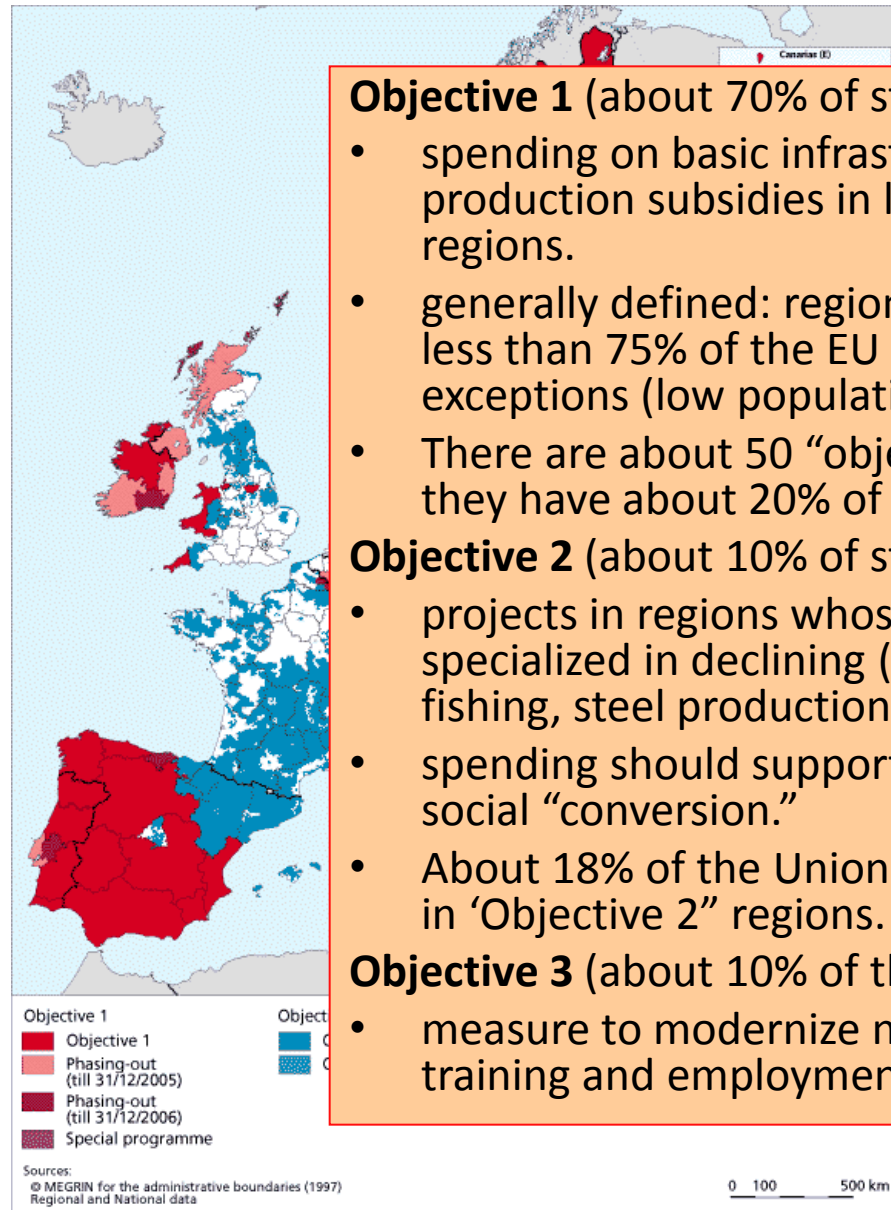 Canarias (E)
Objective 1 (about 70% of st
• spending on basic infrast
production subsidies in l
regions.
• generally defined: region
less than 75% of the EU
exceptions (low populati
• There are about 50 “obje
they have about 20% of
Objective 2 (about 10% of st
• projects in regions whos
specialized in declining (
fishing, steel production
• spending should support
social “conversion.”
• About 18% of the Union
in ‘Objective 2” regions.
Objective 3 (about 10% of th
• measure to modernize n
training and employmen
Objective 1
Objective 1
Phasing-out
(till 31/12/2005)
Phasing-out
(till 31/12/2006)
Special programme
Object
Sources:
© MEGRIN for the administrative boundaries (1997)
Regional and National data
0 100 500 km